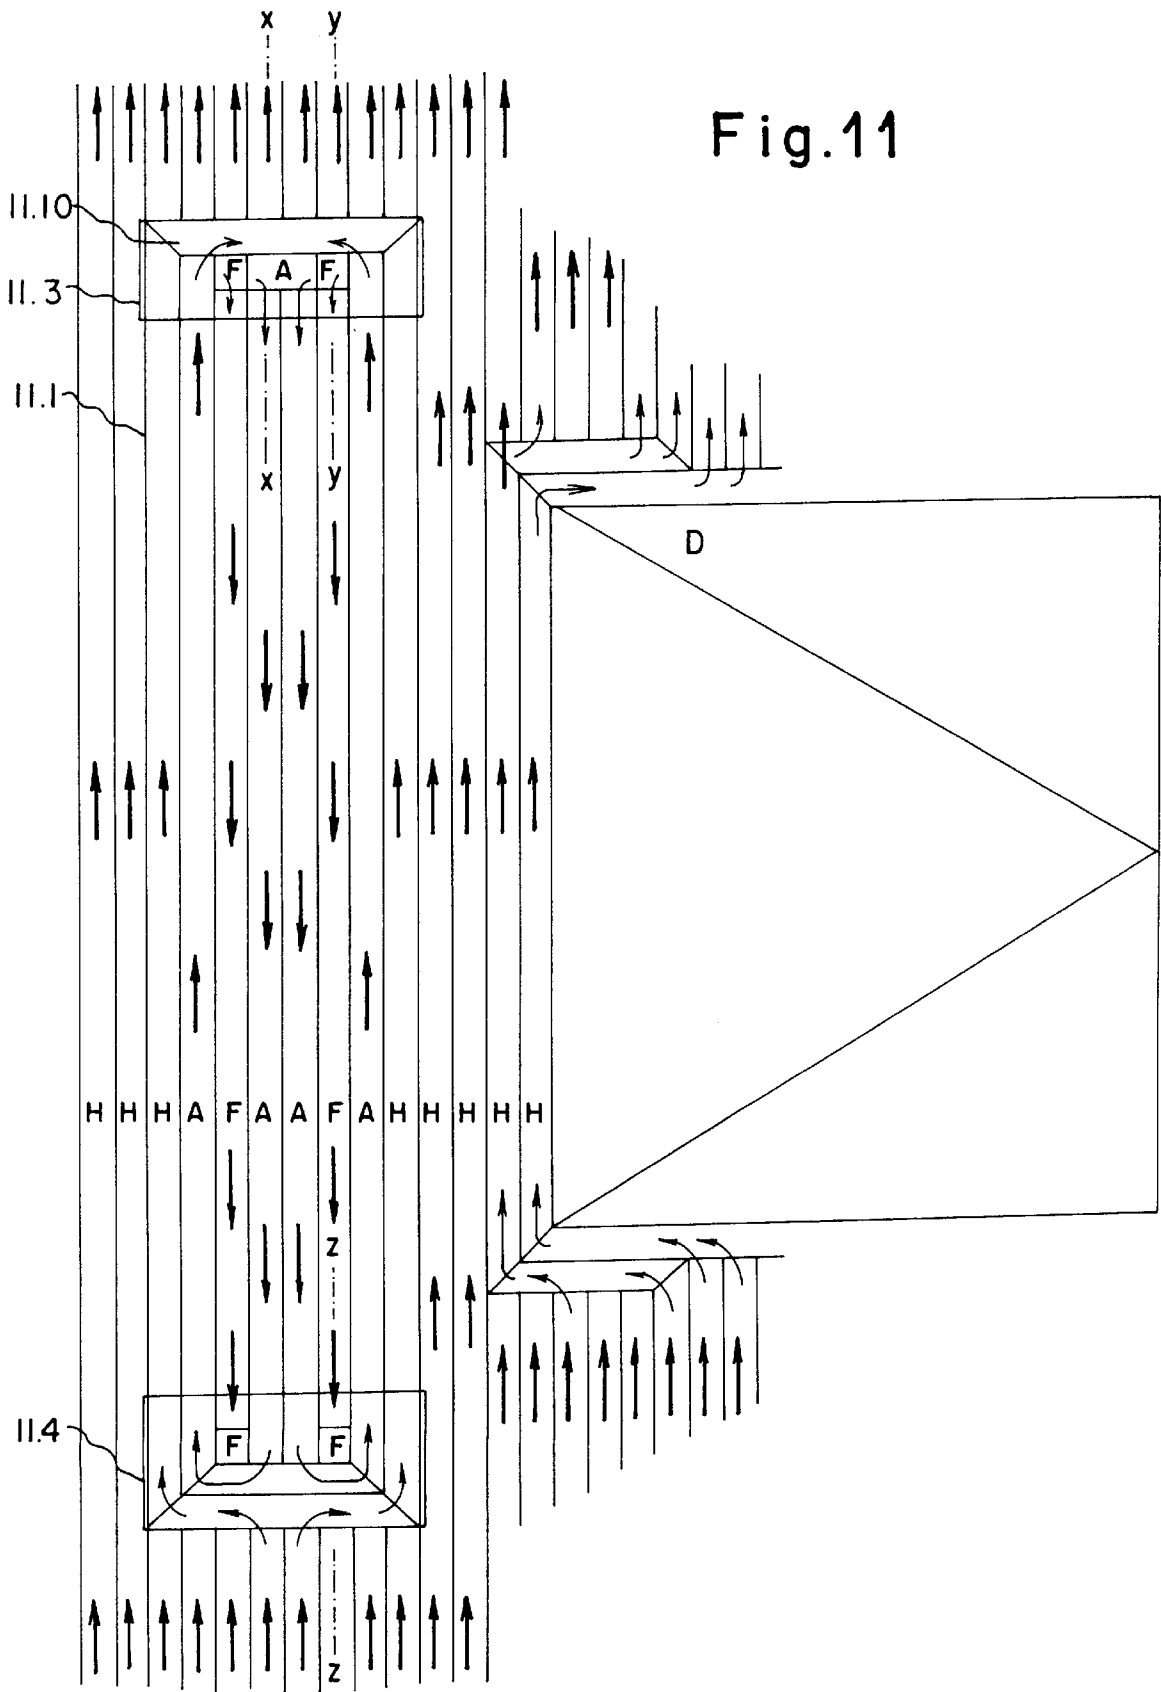 x y
Fig.11
11.10
F A F
11.3
11.1
x y
D
H H H A F A A F A H H H H H
z
11.4
F F
z